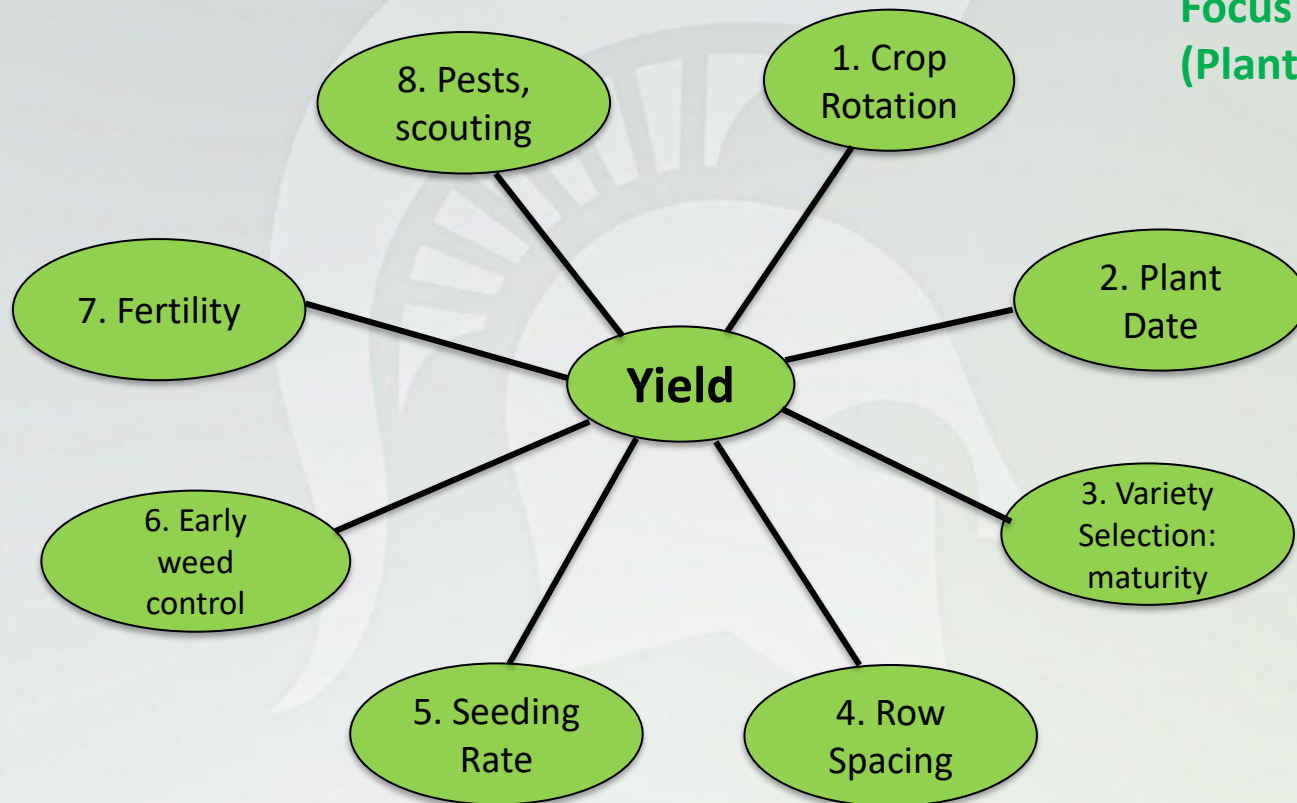 Focus
(Plant
8. Pests,
scouting
1. Crop
Rotation
7. Fertility
2. Plant
Date
Yield
6. Early
weed
control
3. Variety
Selection:
maturity
5. Seeding
Rate
4. Row
Spacing